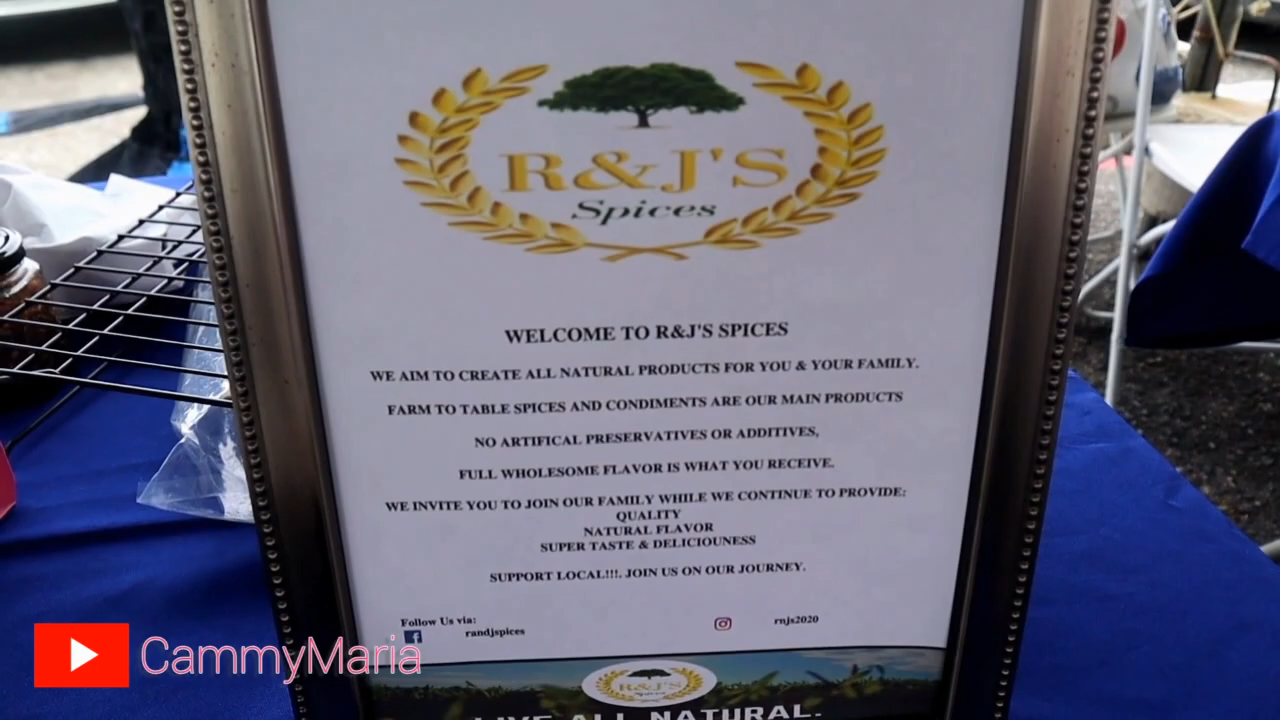 R&J'S
Spices
WELCOME TO R&J'S SPICES
WE AIM TO CREATE ALL NATURAL PRODUCTS FOR YOU & YOUR FAMILY.
FARM TO TABLE SPICES AND CONDIMENTS ARE OUR MAIN PRODUCTS
NO ARTIFICAL PRESERVATIVES OR ADDITIVES,
FULL WHOLESOME FLAVOR IS WHAT YOU RECEIVE.
WE INVITE YOU TO JOIN OUR FAMILY WHILE WE CONTINUE TO PROVIDE:
QUALITY
NATURAL FLAVOR
SUPER TASTE & DELICIOUNESS
SUPPORT LOCAL!!!. JOIN US ON OUR JOURNEY.
Follow Us via:
randjspices
rnjs2020
R&J'S
Spices
LIVE ALL NATURAL.
CammyMaria